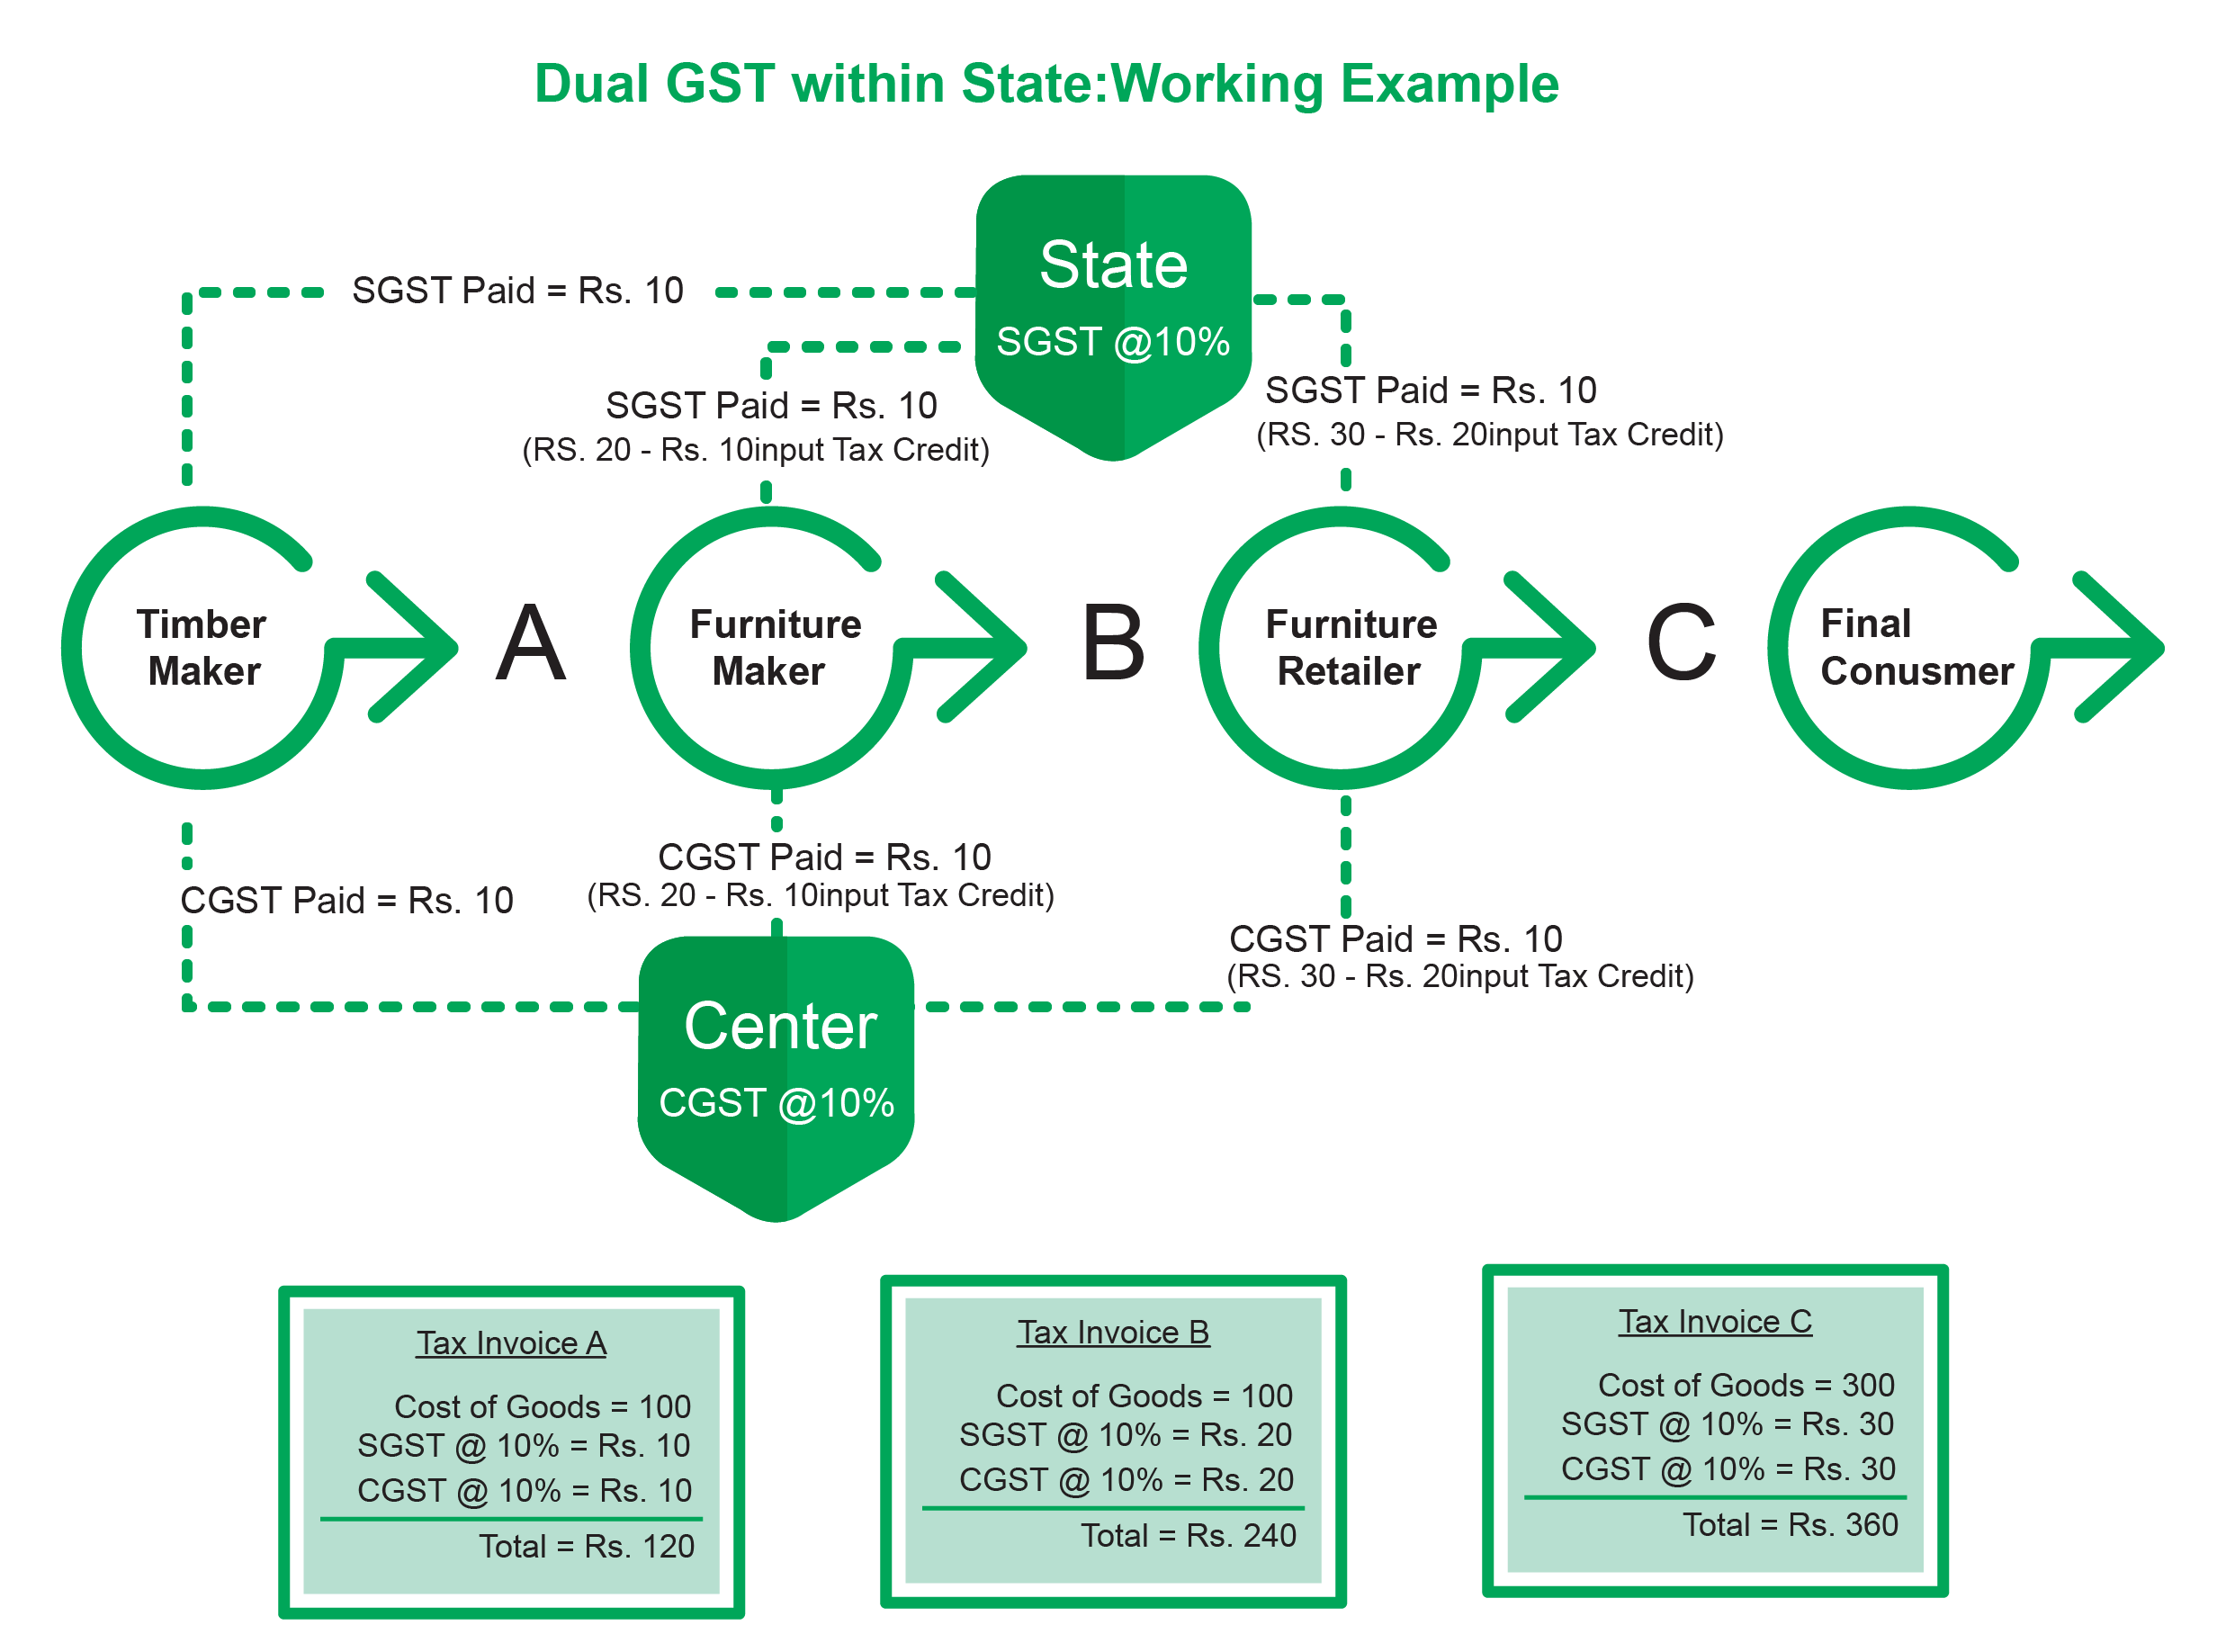 Dual GST within State:Working Example
State
SGST @10%
SGST Paid = Rs. 10
SGST Paid = Rs. 10
(RS. 20 - Rs. 10input Tax Credit)
SGST Paid = Rs. 10
(RS. 30 - Rs. 20input Tax Credit)
Timber
Maker
A
Furniture
Maker
B
Furniture
Retailer
C
Final
Conusmer
CGST Paid = Rs. 10
CGST Paid = Rs. 10
(RS. 20 - Rs. 10input Tax Credit)
CGST Paid = Rs. 10
(RS. 30 - Rs. 20input Tax Credit)
Center
CGST @10%
Tax Invoice A
Cost of Goods = 100
SGST @ 10% = Rs. 10
CGST @ 10% = Rs. 10
Total = Rs. 120
Tax Invoice B
Cost of Goods = 100
SGST @ 10% = Rs. 20
CGST @ 10% = Rs. 20
Total = Rs. 240
Tax Invoice C
Cost of Goods = 300
SGST @ 10% = Rs. 30
CGST @ 10% = Rs. 30
Total = Rs. 360